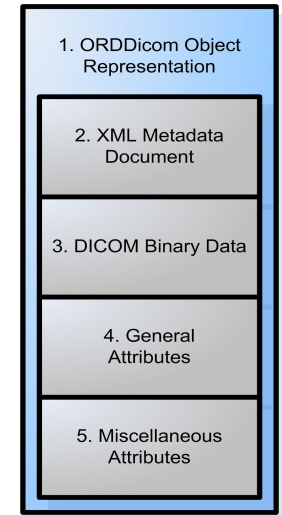 1. ORDDicom Object
Representation
2. XML Metadata
Document
3. DICOM Binary Data
4. General
Attributes
5. Miscellaneous
Attributes